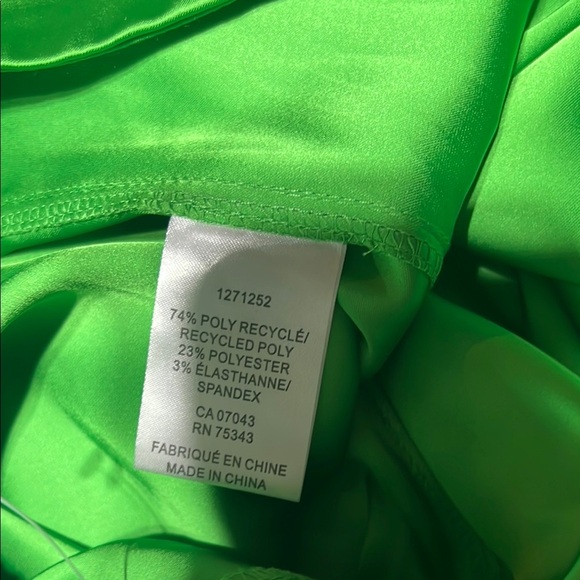 1271252
74% POLY RECYCLÉ/
RECYCLED POLY
23% POLYESTER
3% ÉLASTHANNE/
SPANDEX
CA 07043
RN 75343
FABRIQUÉ EN CHINE
MADE IN CHINA